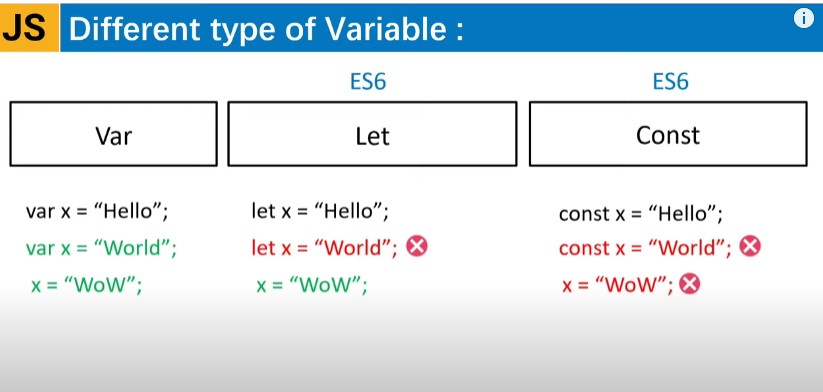 JS Different type of Variable :
i
ES6 ES6
Var Let Const
var x = “Hello”; let x = “Hello”; const x = “Hello”;
var x = “World”; let x = “World”; const x = “World”;
x = “WoW”; x = “WoW”; x = “WoW”;